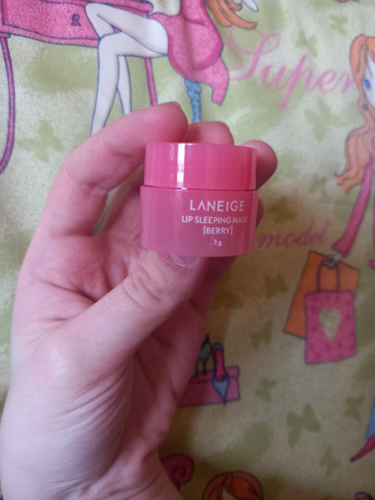 Super
LANEIGE
LIP SLEEPING MASK
[BERRY]
3g
model